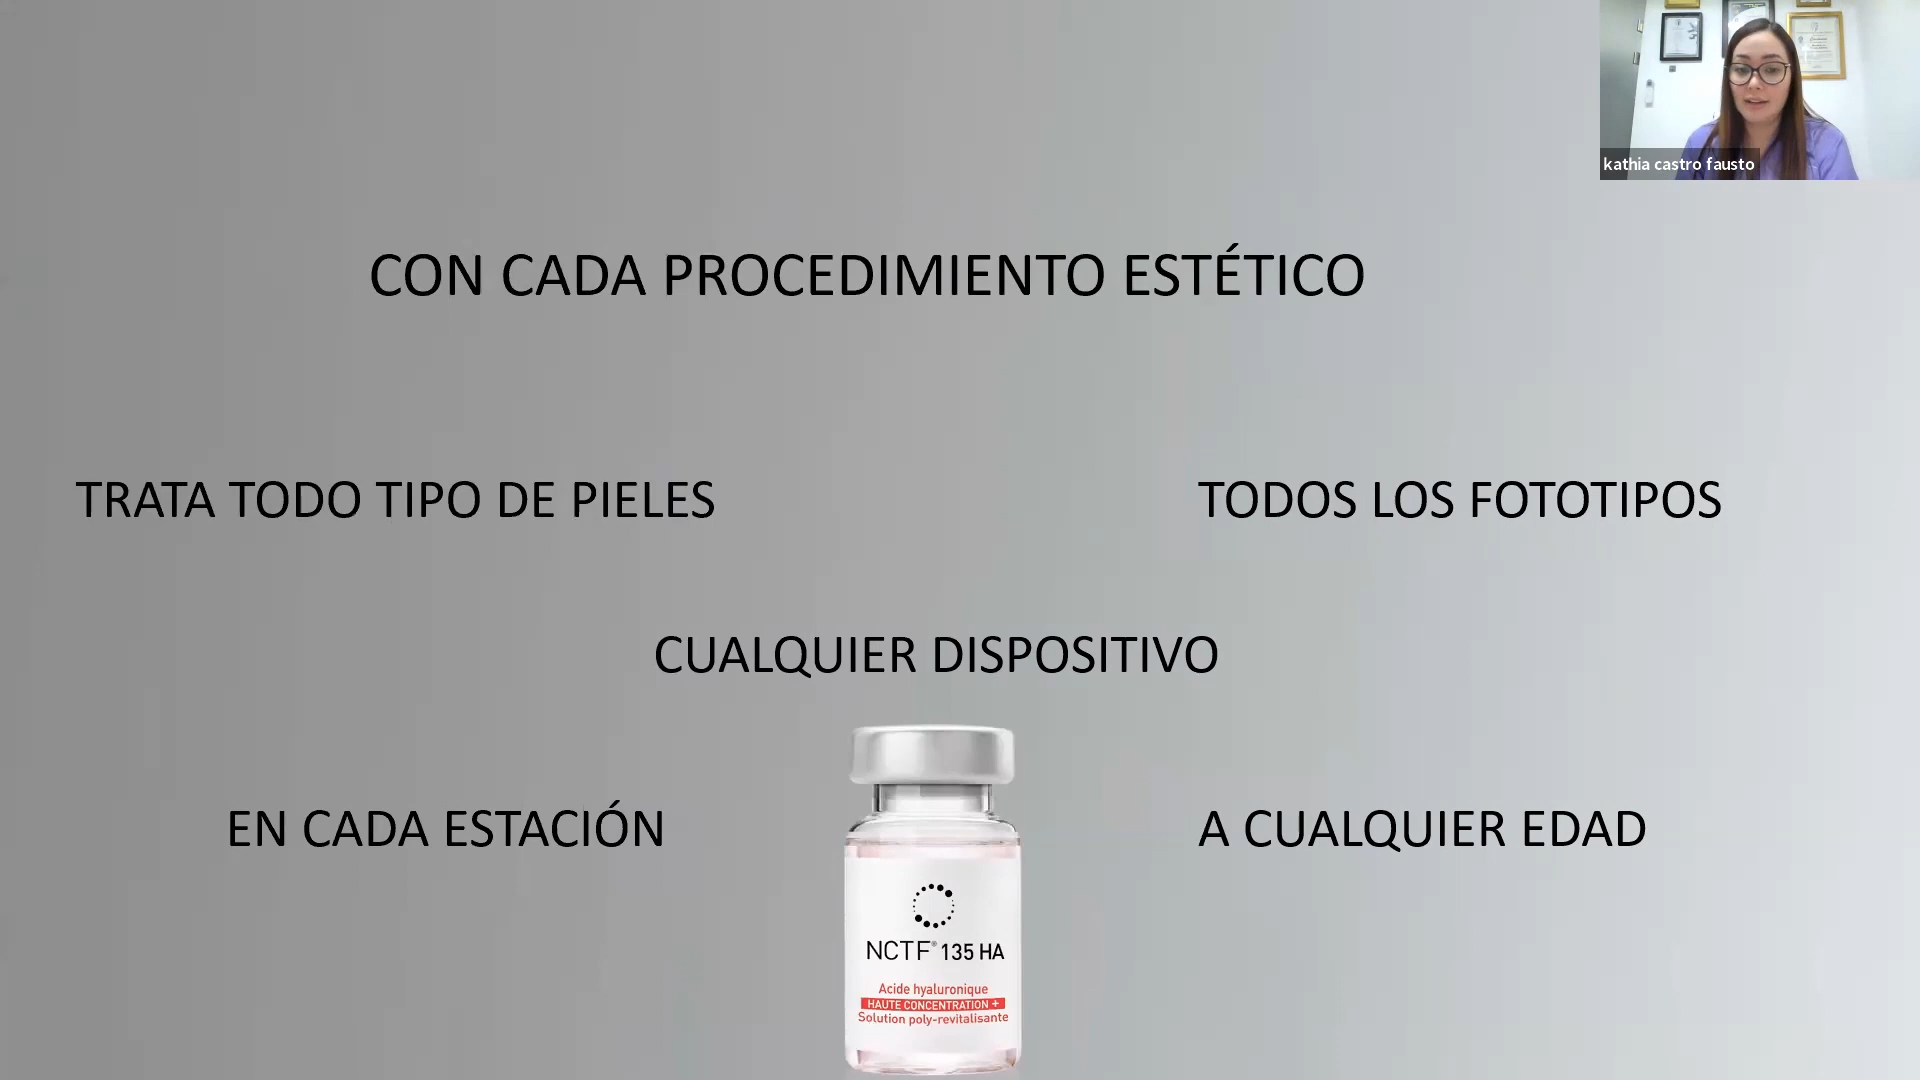 kathia castro fausto
CON CADA PROCEDIMIENTO ESTÉTICO
TRATA TODO TIPO DE PIELES
TODOS LOS FOTOTIPOS
CUALQUIER DISPOSITIVO
EN CADA ESTACIÓN
A CUALQUIER EDAD
NCTF® 135 HA
Acide hyaluronique
HAUTE CONCENTRATION +
Solution poly-revitalisante